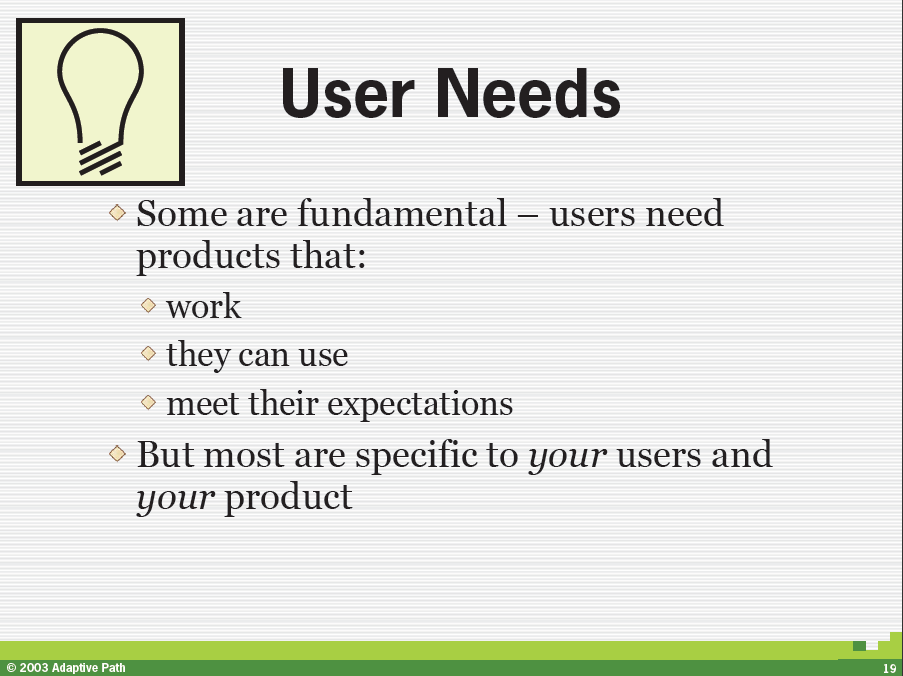 User Needs
Some are fundamental – users need
products that:
work
they can use
meet their expectations
But most are specific to your users and
your product
© 2003 Adaptive Path
19